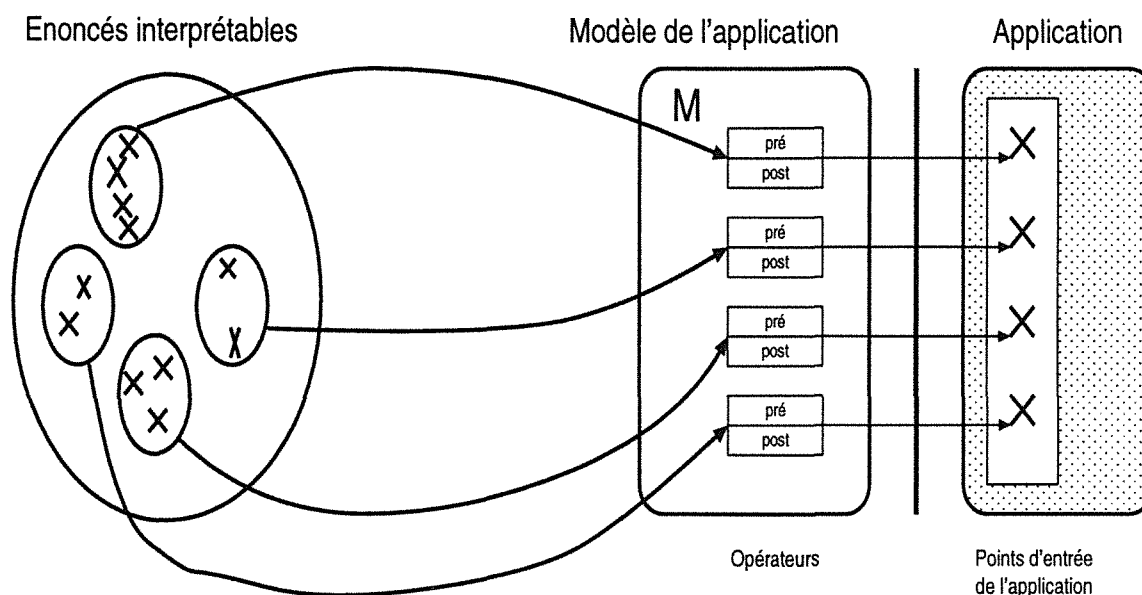 Enoncés interprétables
Modèle de l'application
Application
M
pré
post
pré
post
pré
post
pré
post
Opérateurs
Points d'entrée
de l'application